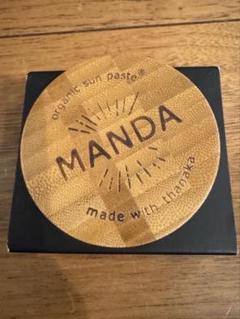 organic sun paste®
MANDA
made with thanaka